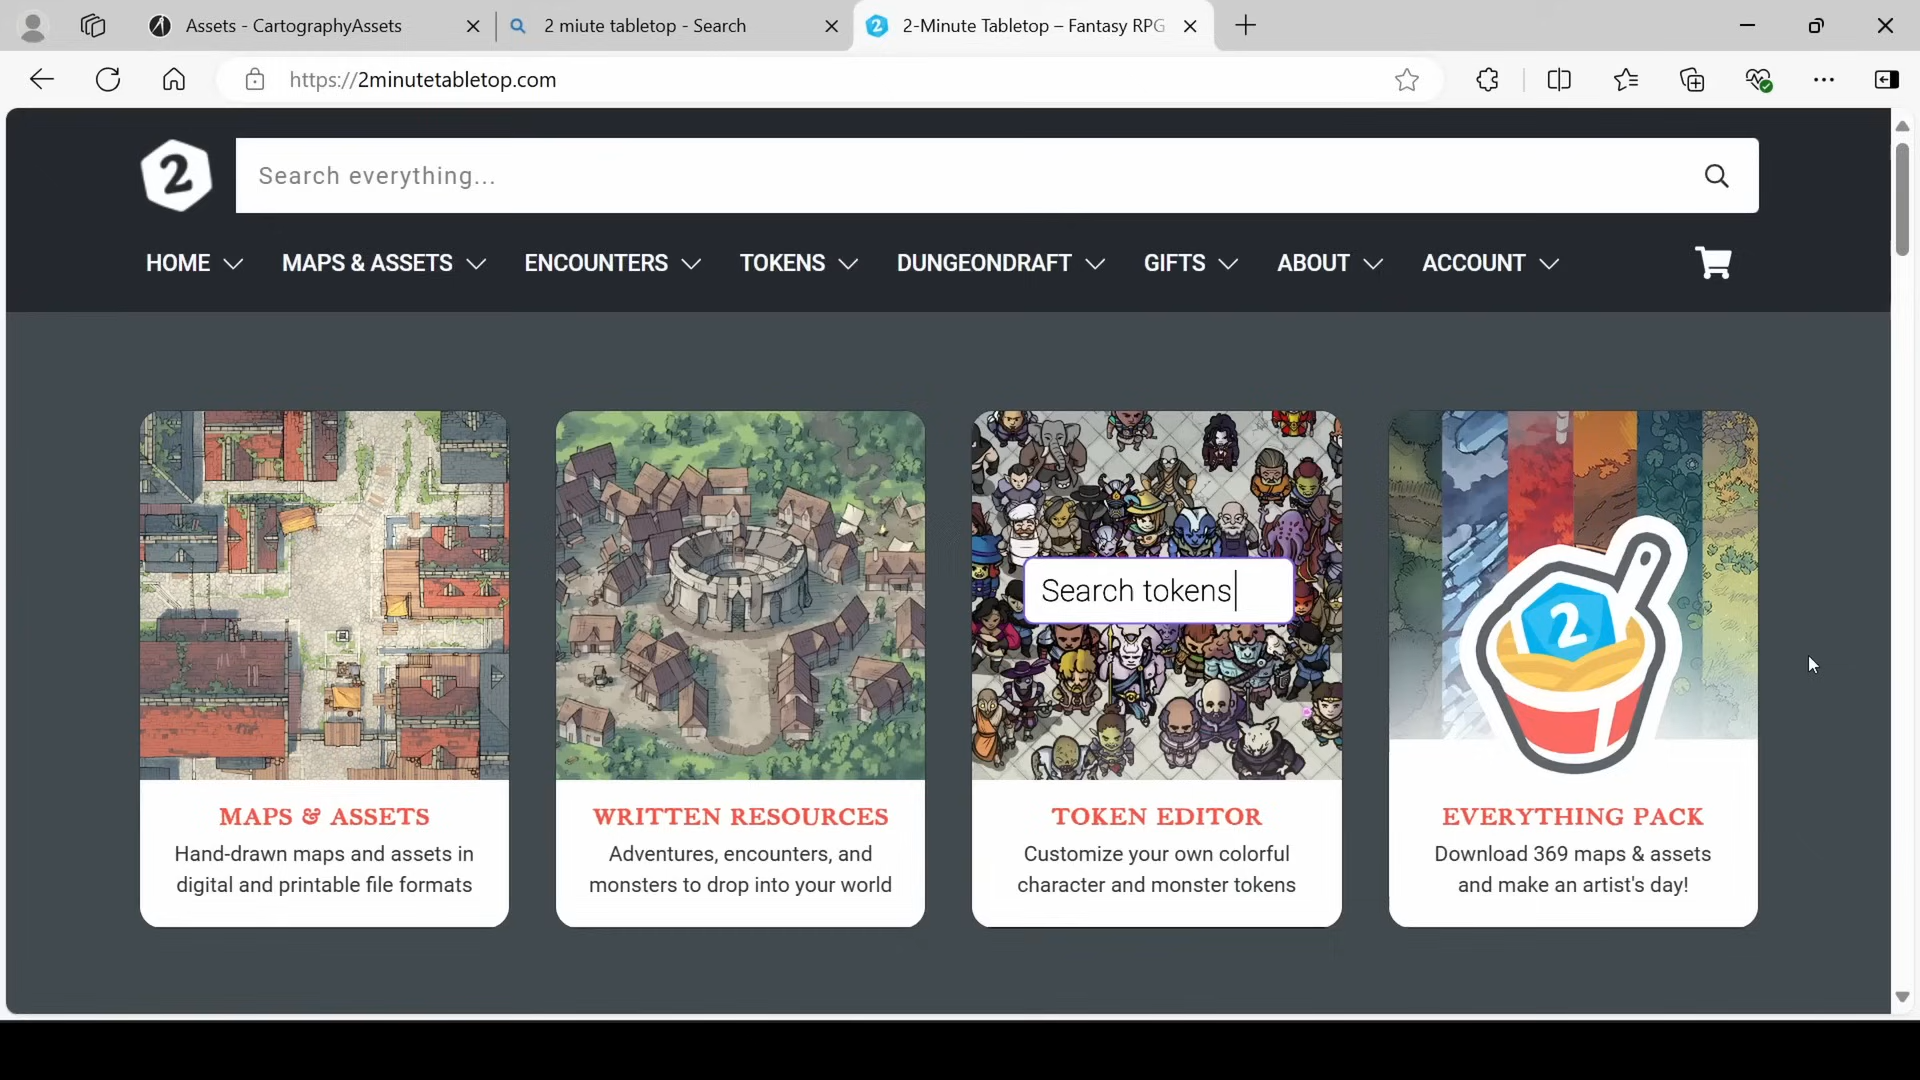 Assets - CartographyAssets
2 miute tabletop - Search
2-Minute Tabletop – Fantasy RPG
https://2minutetabletop.com
2
Search everything...
HOME
MAPS & ASSETS
ENCOUNTERS
TOKENS
DUNGEONDRAFT
GIFTS
ABOUT
ACCOUNT
Search tokens
2
MAPS & ASSETS
Hand-drawn maps and assets in
digital and printable file formats
WRITTEN RESOURCES
Adventures, encounters, and
monsters to drop into your world
TOKEN EDITOR
Customize your own colorful
character and monster tokens
EVERYTHING PACK
Download 369 maps & assets
and make an artist's day!